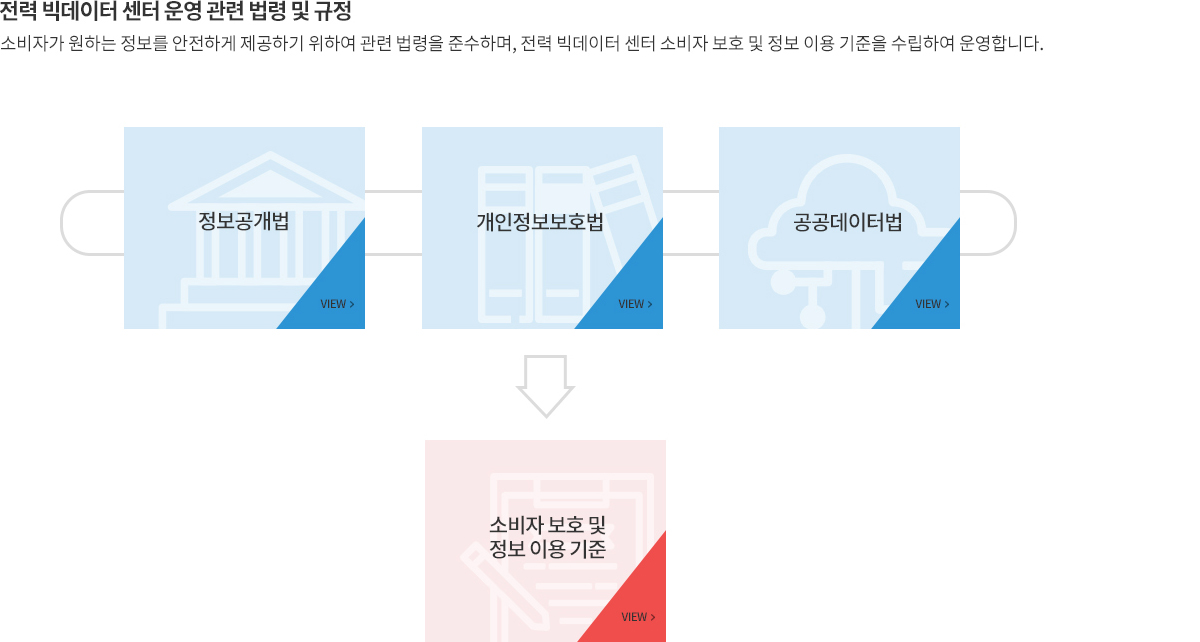 전력 빅데이터 센터 운영 관련 법령 및 규정
소비자가 원하는 정보를 안전하게 제공하기 위하여 관련 법령을 준수하며, 전력 빅데이터 센터 소비자 보호 및 정보 이용 기준을 수립하여 운영합니다.
정보공개법
VIEW >
개인정보보호법
VIEW >
공공데이터법
VIEW >
소비자 보호 및
정보 이용 기준
VIEW >